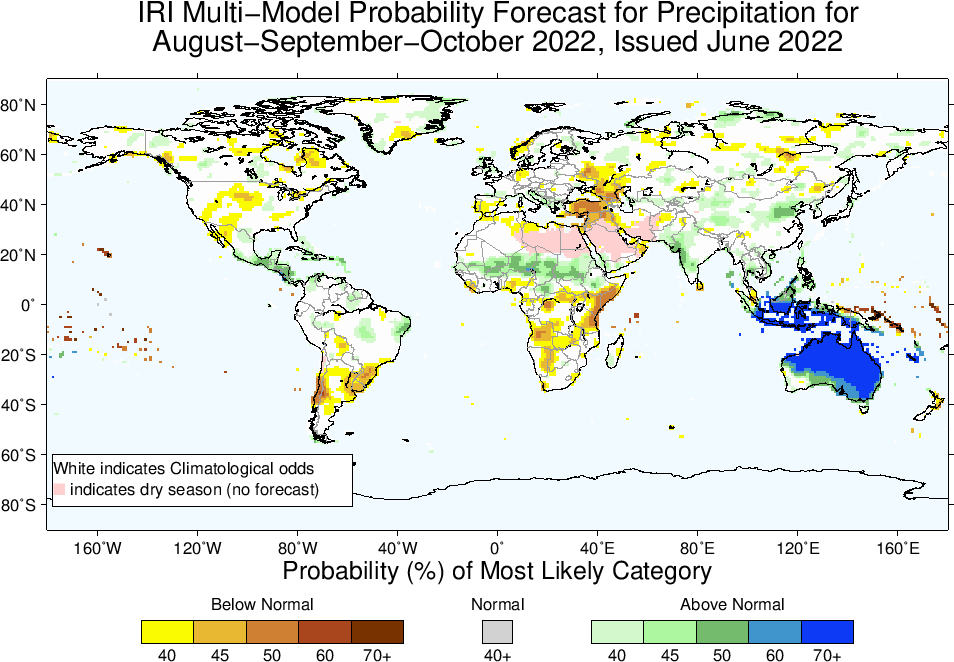 IRI Multi−Model Probability Forecast for Precipitation for
August−September−October 2022, Issued June 2022
80˚N
60˚N
40˚N
20˚N
0˚
20˚S
40˚S
60˚S
80˚S
White indicates Climatological odds
indicates dry season (no forecast)
160˚W 120˚W 80˚W 40˚W 0˚ 40˚E 80˚E 120˚E 160˚E
Probability (%) of Most Likely Category
Below Normal Normal Above Normal
40 45 50 60 70+ 40+ 40 45 50 60 70+